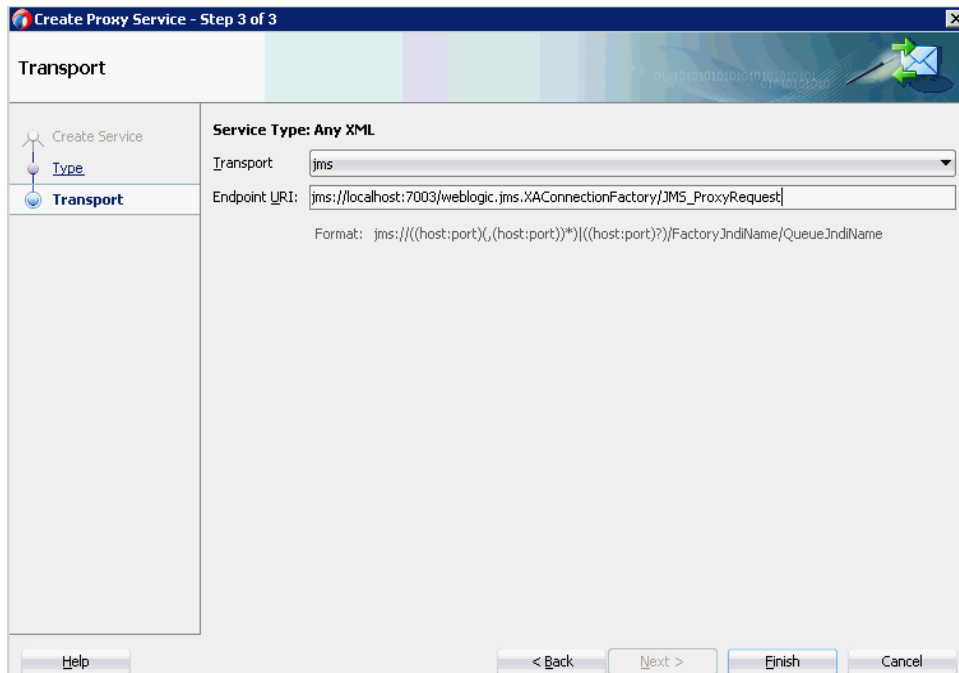 Create Proxy Service - Step 3 of 3
Transport
Create Service
Type
Transport
Service Type: Any XML
Transport jms
Endpoint URI: jms://localhost:7003/weblogic.jms.XAConnectionFactory/JMS_ProxyRequest
Format: jms://((host:port)(,(host:port))*)|((host:port)?)/FactoryJndiName/QueueJndiName
Help < Back Next > Finish Cancel